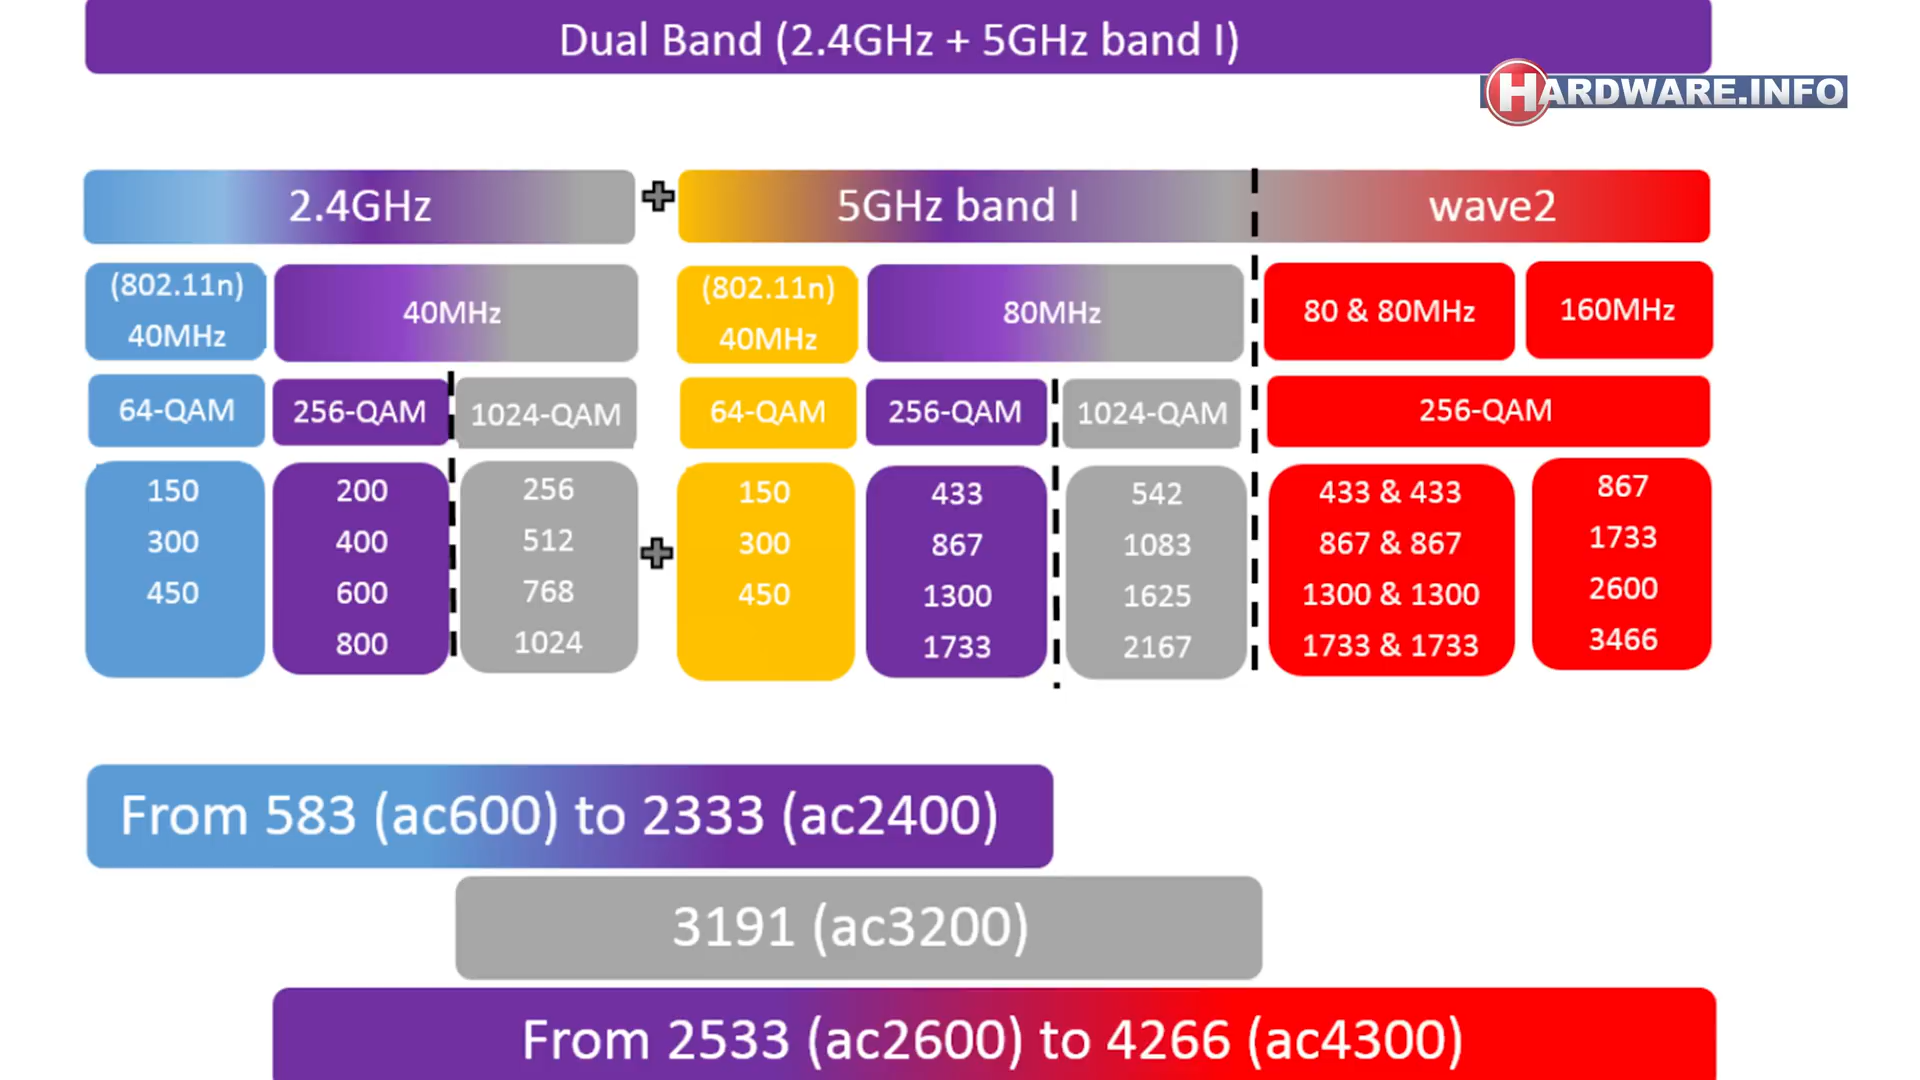 Dual Band (2.4GHz + 5GHz band I)
HARDWARE.INFO
2.4GHz
5GHz band I
wave2
(802.11n)
40MHz
40MHz
(802.11n)
40MHz
80MHz
80 & 80MHz
160MHz
64-QAM
256-QAM
1024-QAM
64-QAM
256-QAM
1024-QAM
256-QAM
150
300
450
200
400
600
800
256
512
768
1024
150
300
450
433
867
1300
1733
542
1083
1625
2167
433 & 433
867 & 867
1300 & 1300
1733 & 1733
867
1733
2600
3466
From 583 (ac600) to 2333 (ac2400)
3191 (ac3200)
From 2533 (ac2600) to 4266 (ac4300)